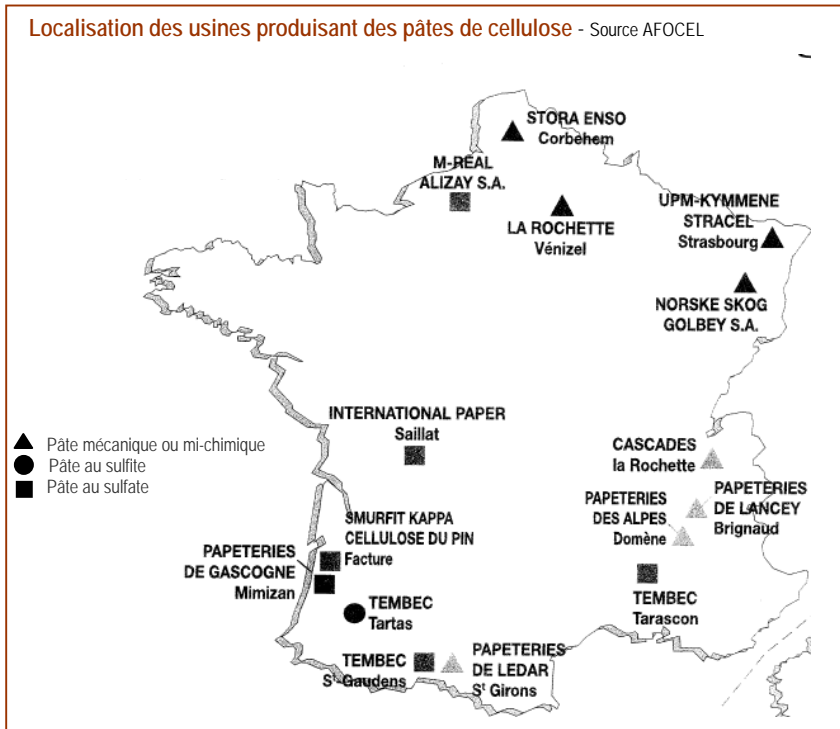 Localisation des usines produisant des pâtes de cellulose - Source AFOCEL
STORA ENSO
Corbehem
M-REAL
ALIZAY S.A.
LA ROCHETTE
Vénizel
UPM-KYMMENE
STRACEL
Strasbourg
NORSKE SKOG
GOLBEY S.A.
INTERNATIONAL PAPER
Saillat
Pâte mécanique ou mi-chimique
Pâte au sulfite
Pâte au sulfate
CASCADES
la Rochette
PAPETERIES
DE LANCEY
Brignaud
PAPETERIES
DES ALPES
Domène
SMURFIT KAPPA
CELLULOSE DU PIN
Facture
PAPETERIES
DE GASCOGNE
Mimizan
TEMBEC
Tartas
TEMBEC
Tarascon
TEMBEC
St Gaudens
PAPETERIES
DE LEDAR
St Girons